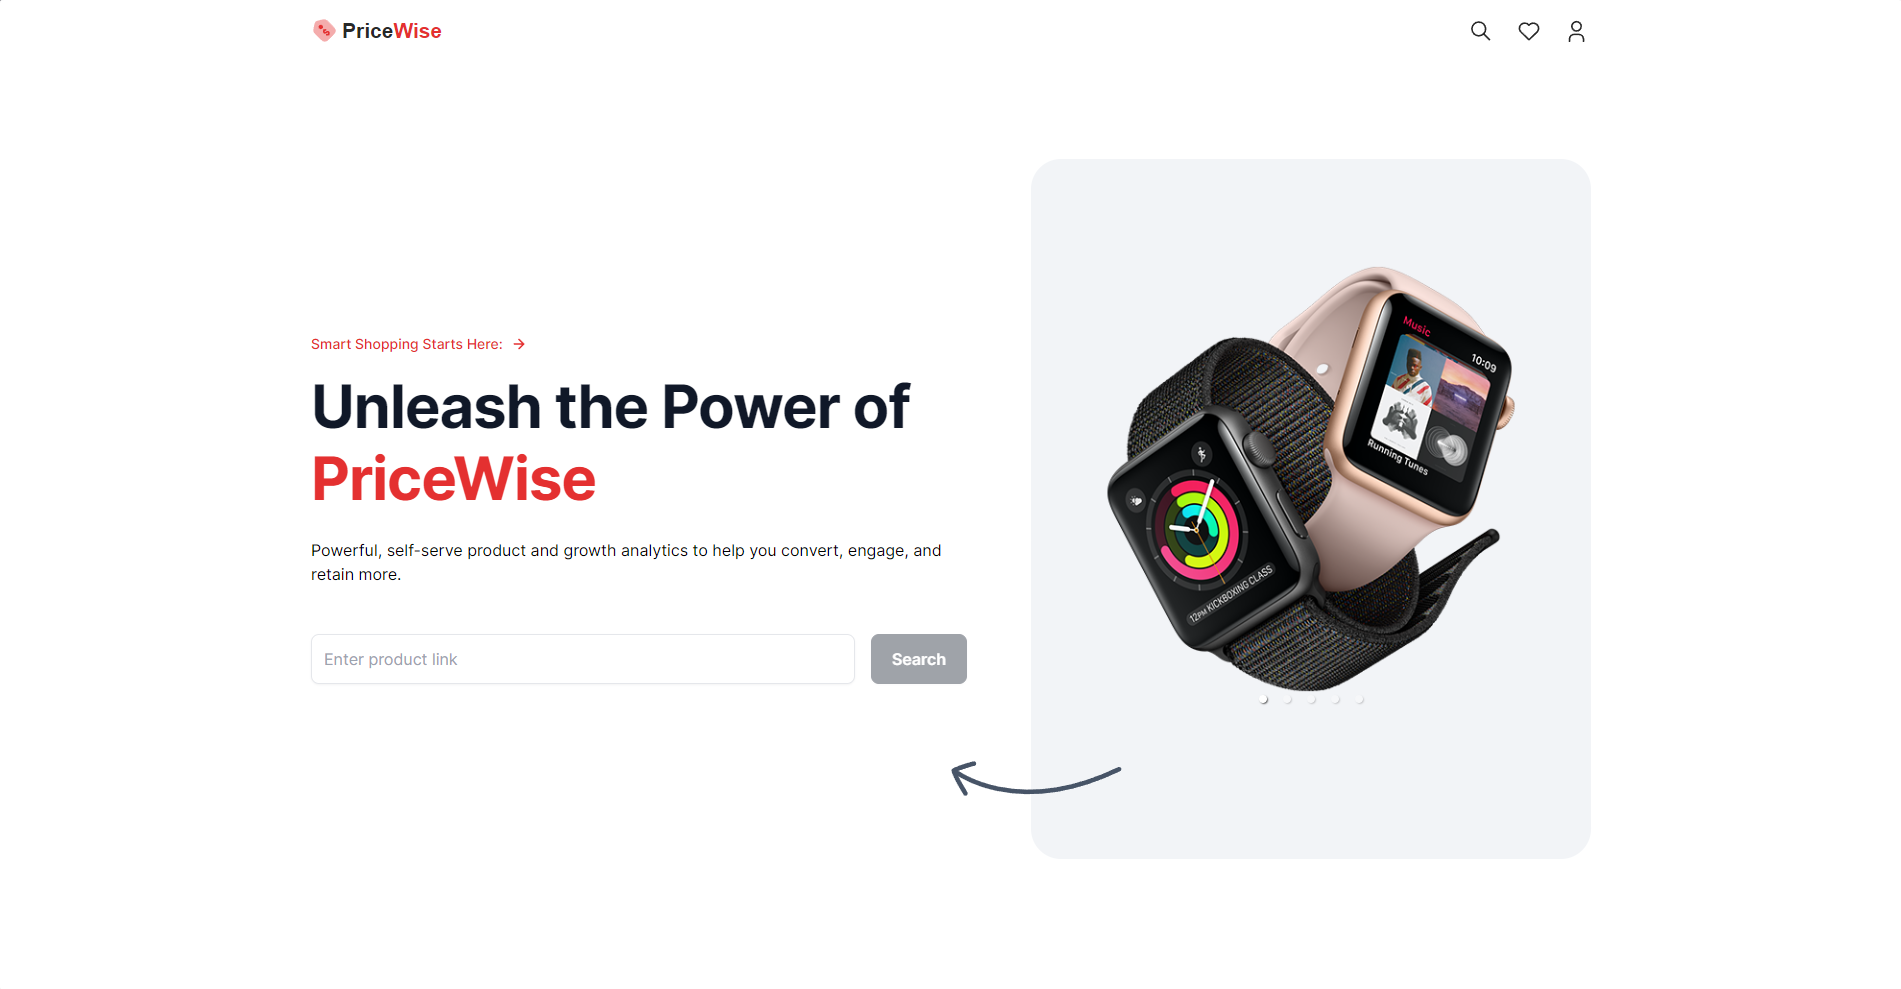 PriceWise
Smart Shopping Starts Here:
Unleash the Power of
PriceWise
Powerful, self-serve product and growth analytics to help you convert, engage, and
retain more.
Enter product link
Search
Music
10:09
Running Tunes
12PM KICKBOXING CLASS